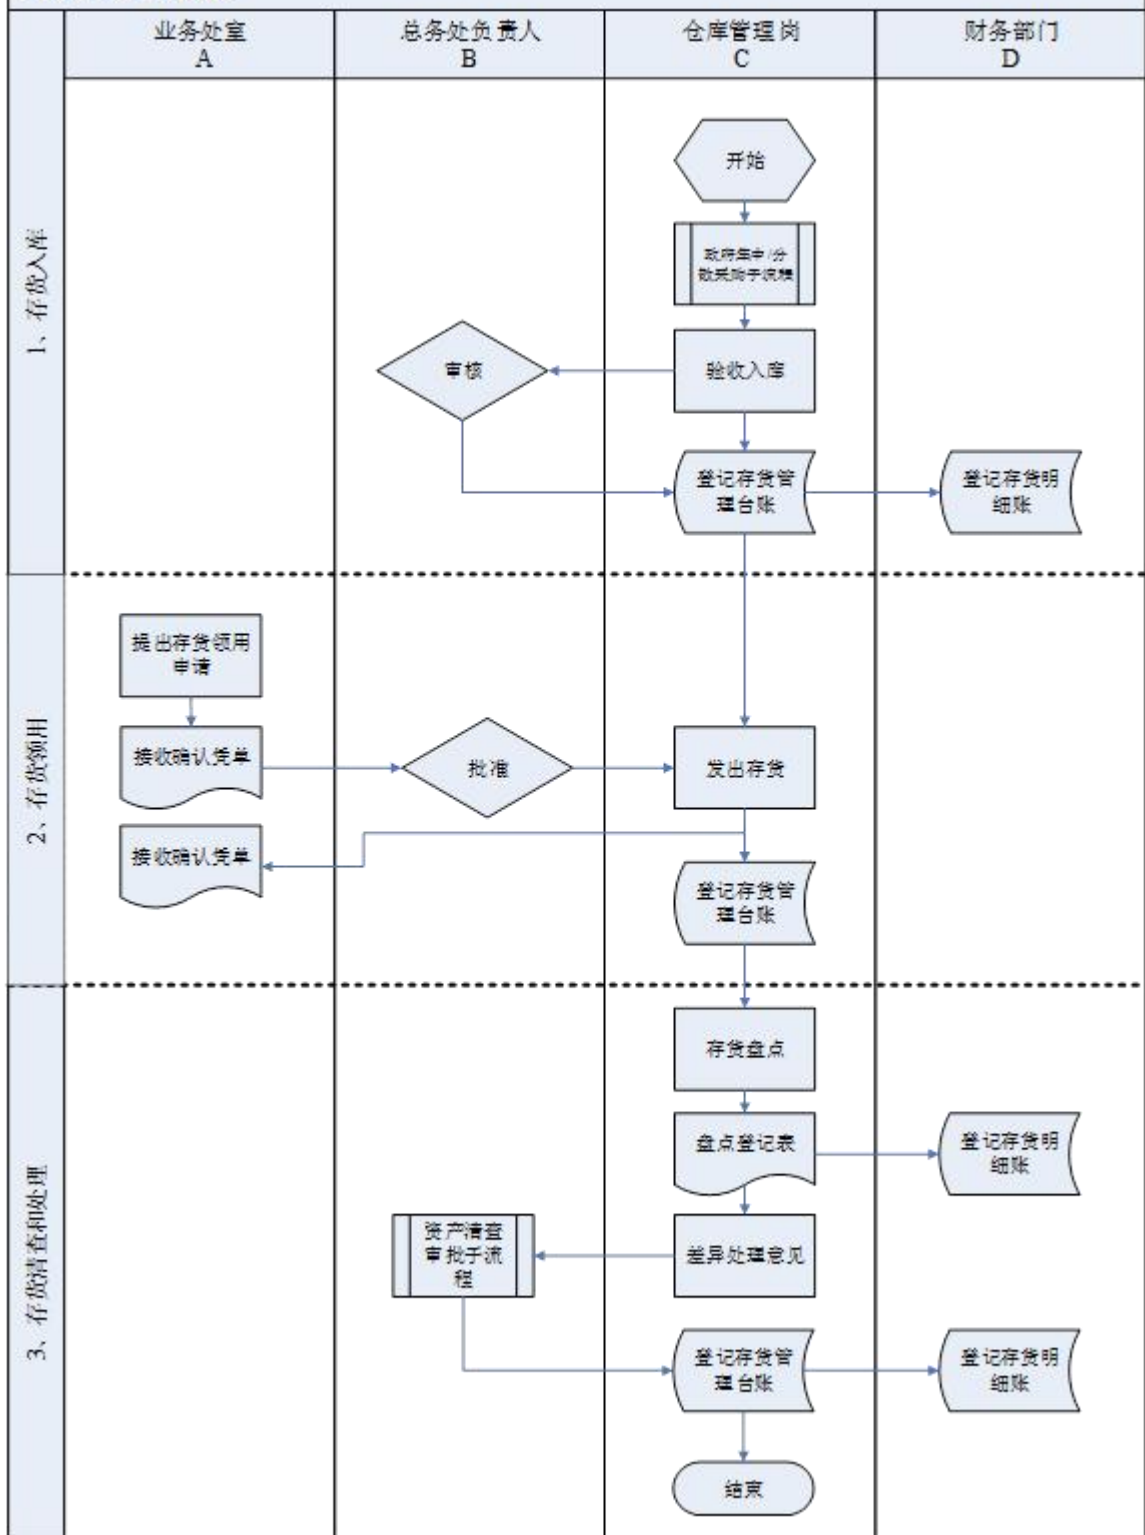 业务处室
A
总务处负责人
B
仓库管理岗
C
财务部门
D
1、存货入库
开始
政府集中/分
散采购子流程
审核
验收入库
登记存货管
理台账
登记存货明
细账
2、存货领用
提出存货领用
申请
接收确认凭单
批准
发出存货
接收确认凭单
登记存货管
理台账
3、存货清查和处理
存货盘点
盘点登记表
登记存货明
细账
资产清查
审批子流
程
差异处理意见
登记存货管
理台账
登记存货明
细账
结束